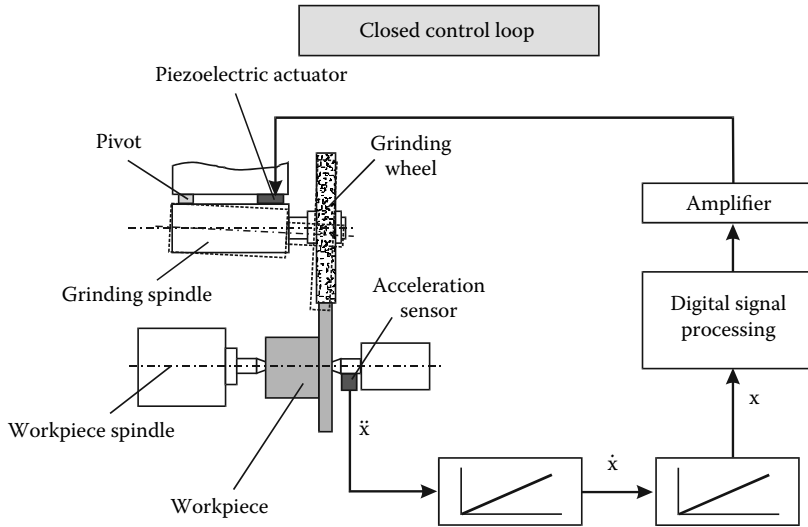 Closed control loop
Piezoelectric actuator
Pivot
Grinding
wheel
Amplifier
Grinding spindle
Acceleration
sensor
Digital signal
processing
x
Workpiece spindle
ẍ
ẋ
Workpiece